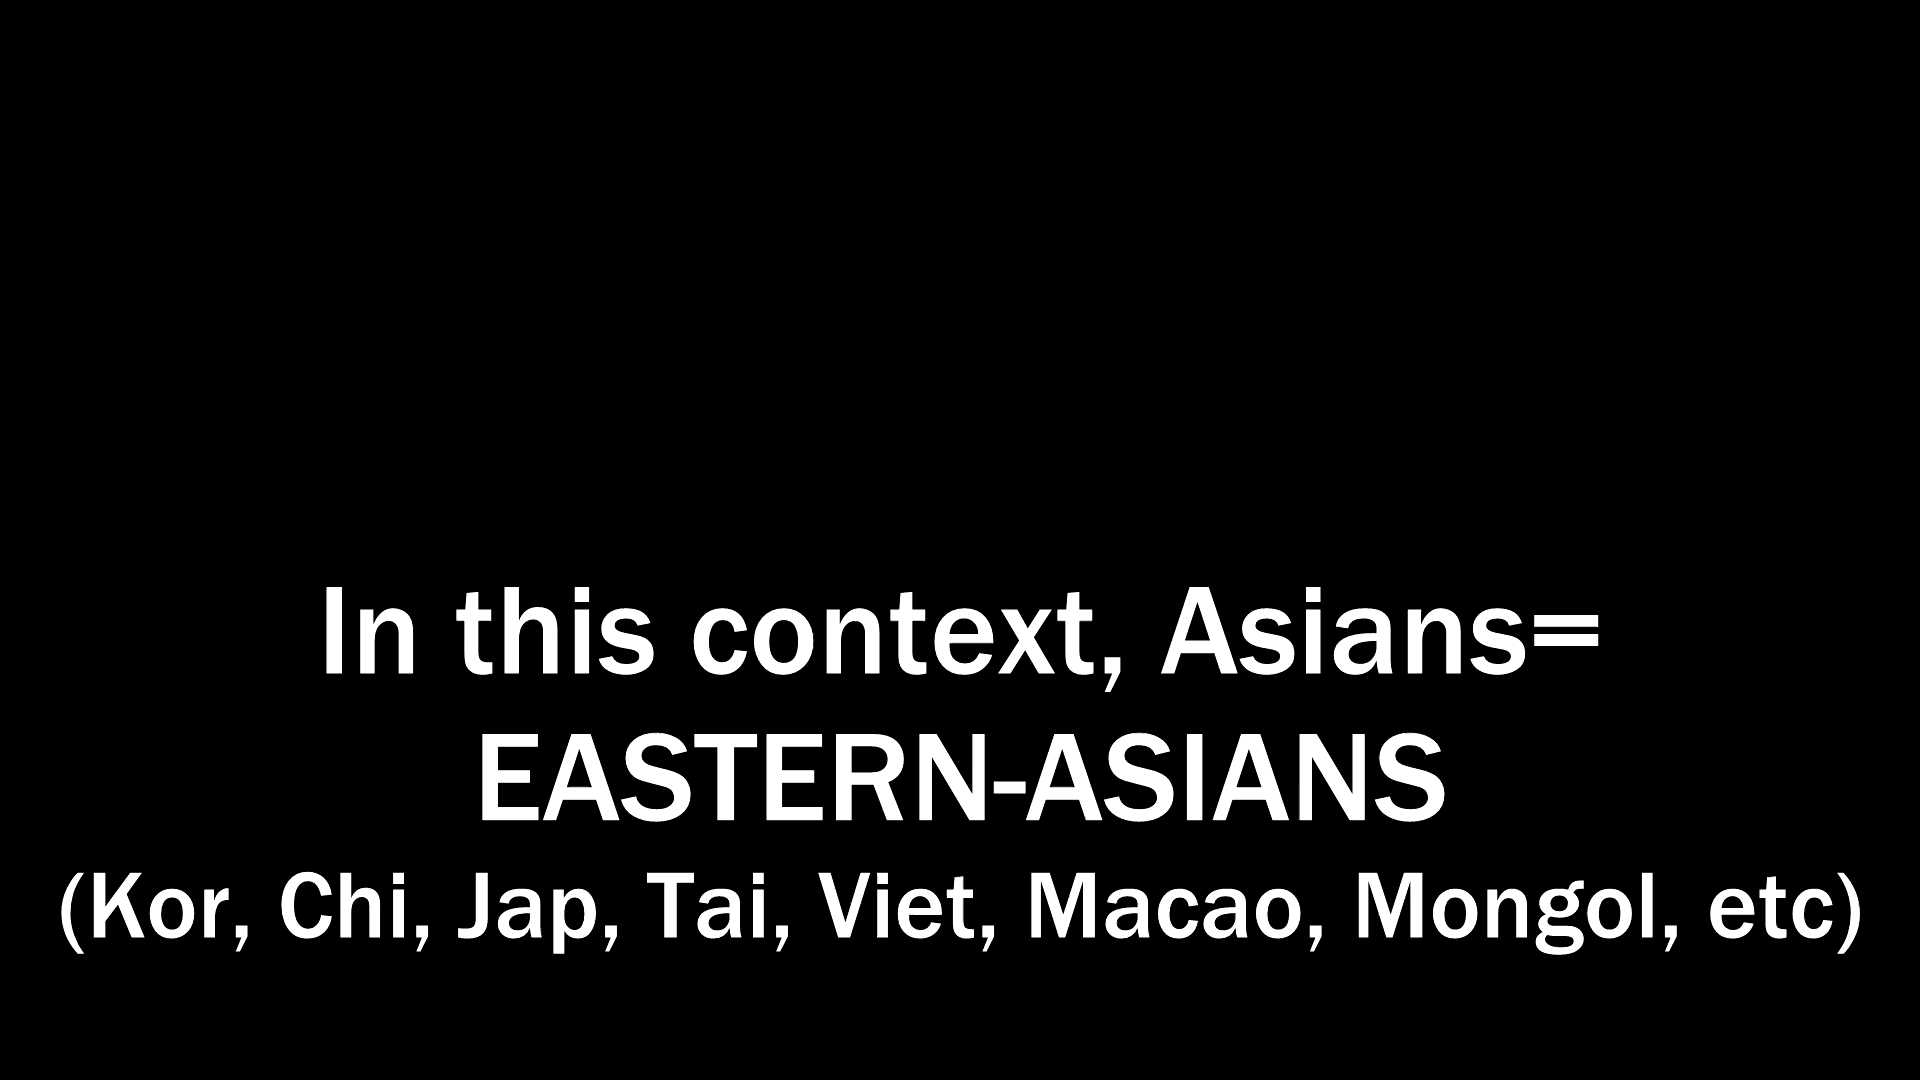 In this context, Asians=
EASTERN-ASIANS
(Kor, Chi, Jap, Tai, Viet, Macao, Mongol, etc)